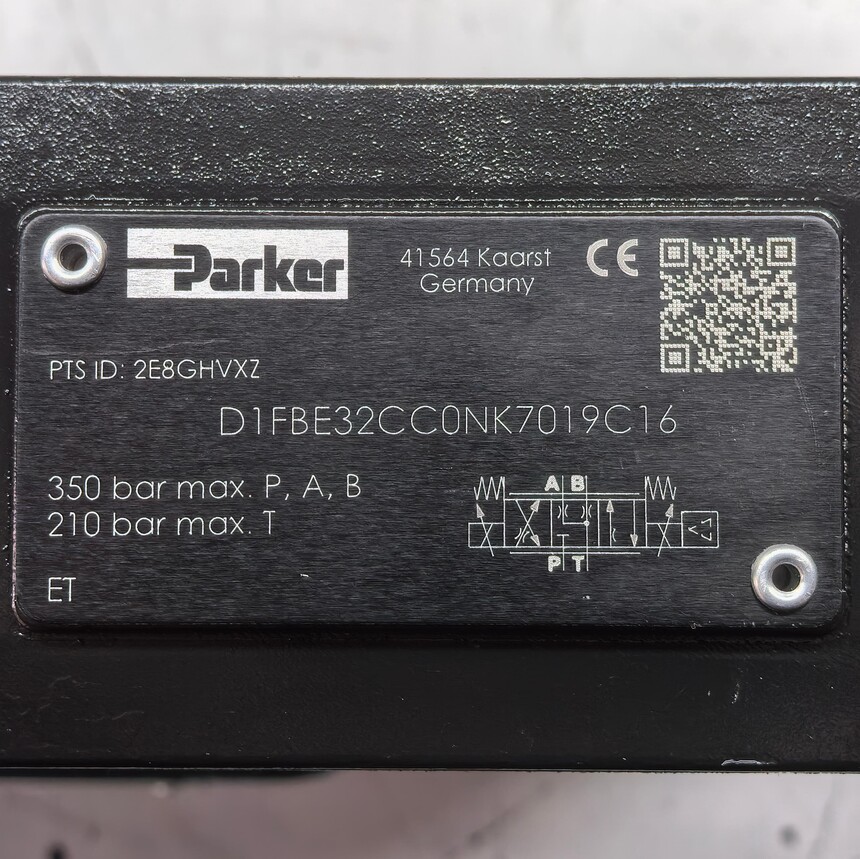 Parker
41564 Kaarst
Germany
CE
PTS ID: 2E8GHVXZ
D1FBE32CC0NK7019C16
350 bar max. P, A, B
210 bar max. T
A B
P T
ET